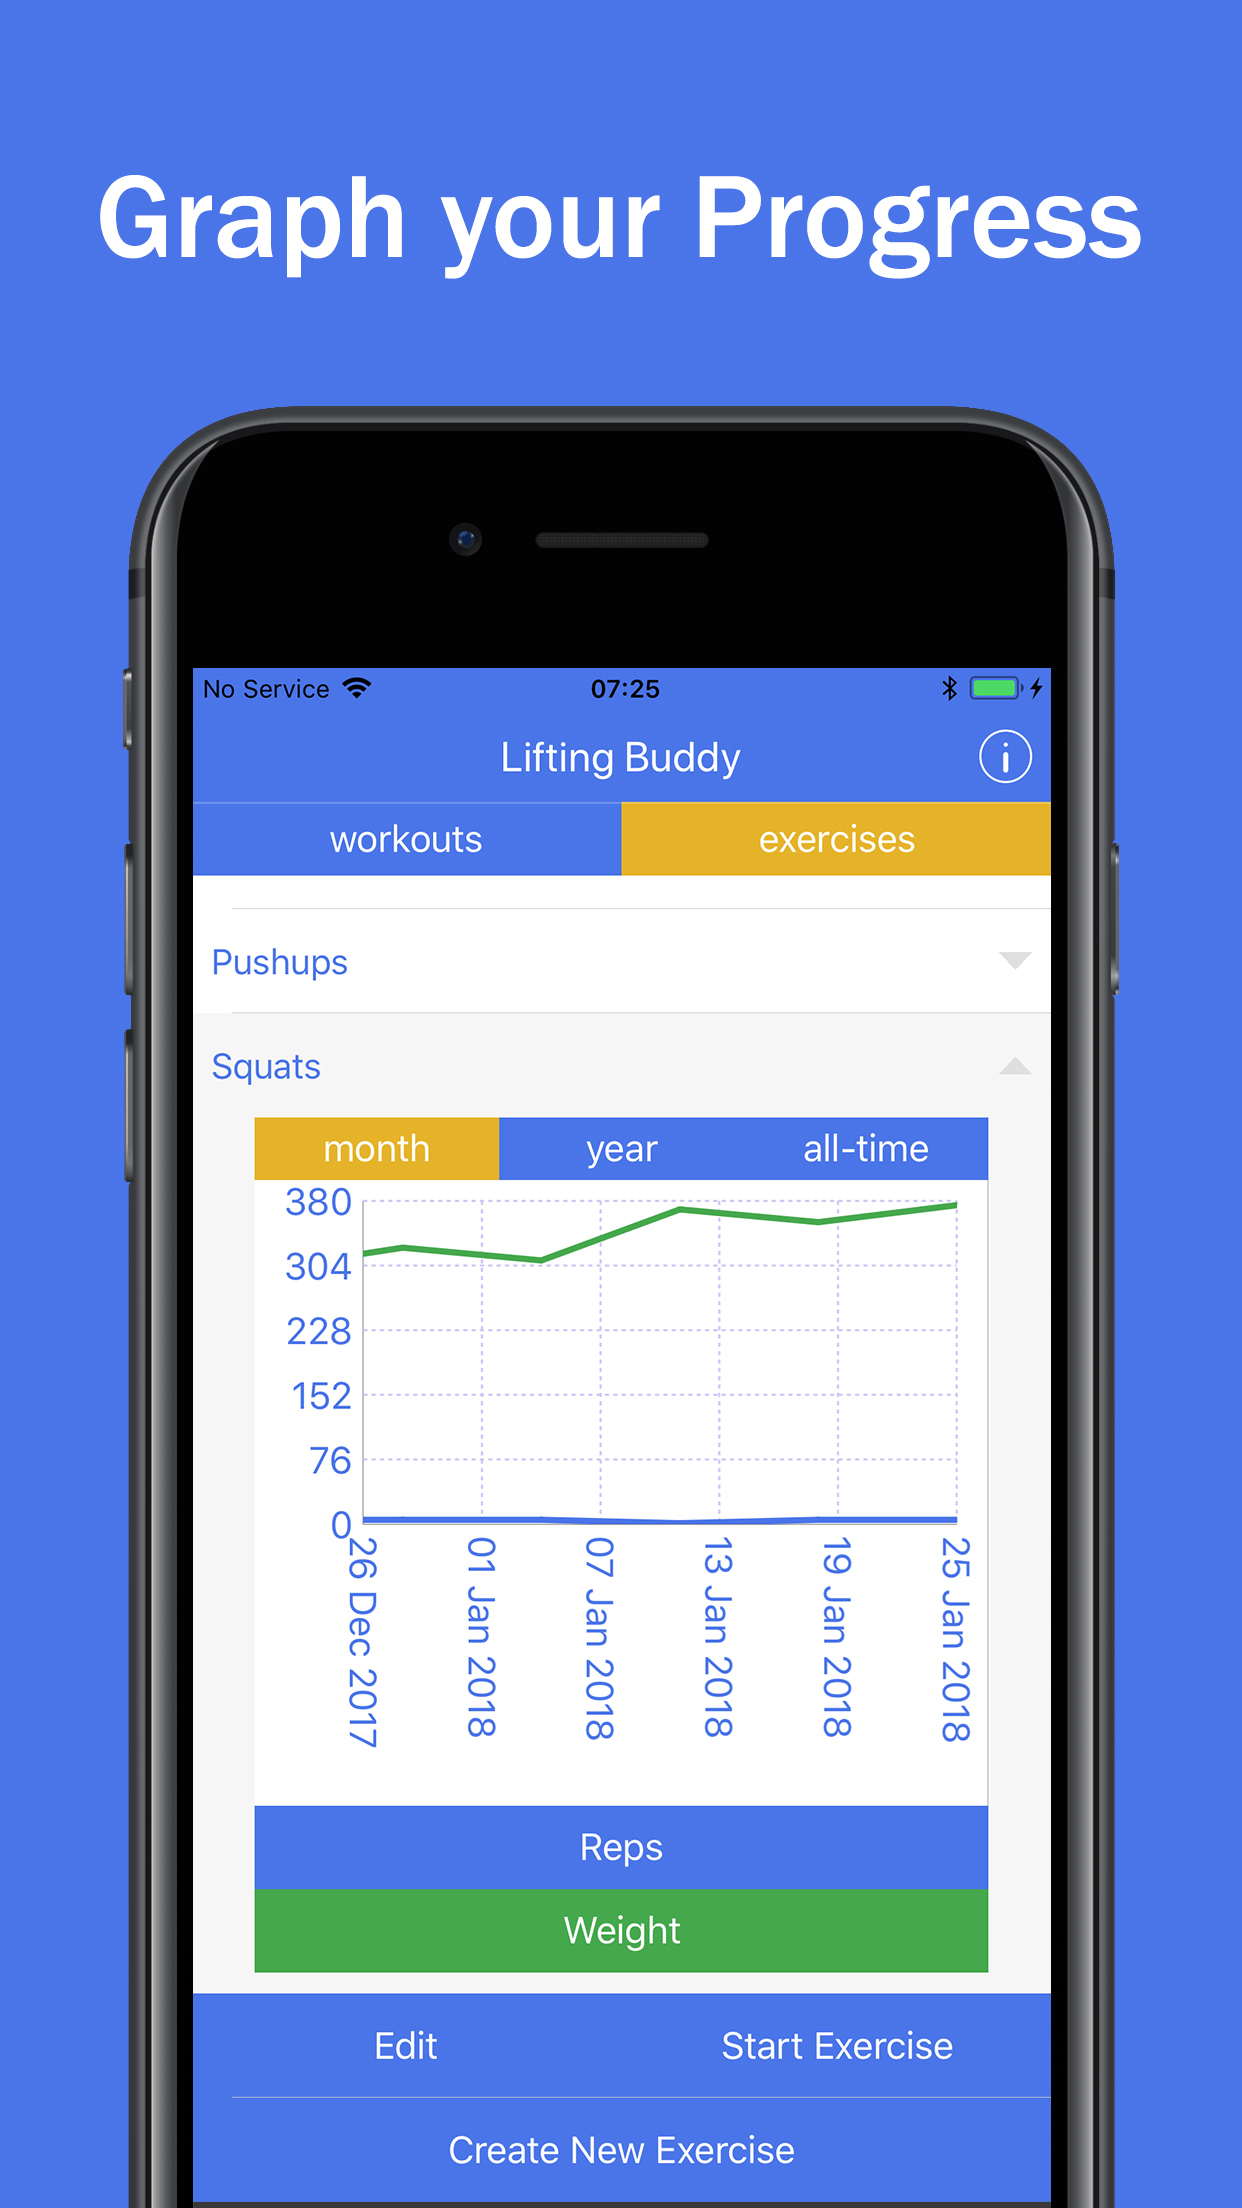 Graph your Progress
No Service 07:25
Lifting Buddy
workouts exercises
Pushups
Squats
month year all-time
380
304
228
152
76
0
26 Dec 2017
01 Jan 2018
07 Jan 2018
13 Jan 2018
19 Jan 2018
25 Jan 2018
Reps
Weight
Edit Start Exercise
Create New Exercise